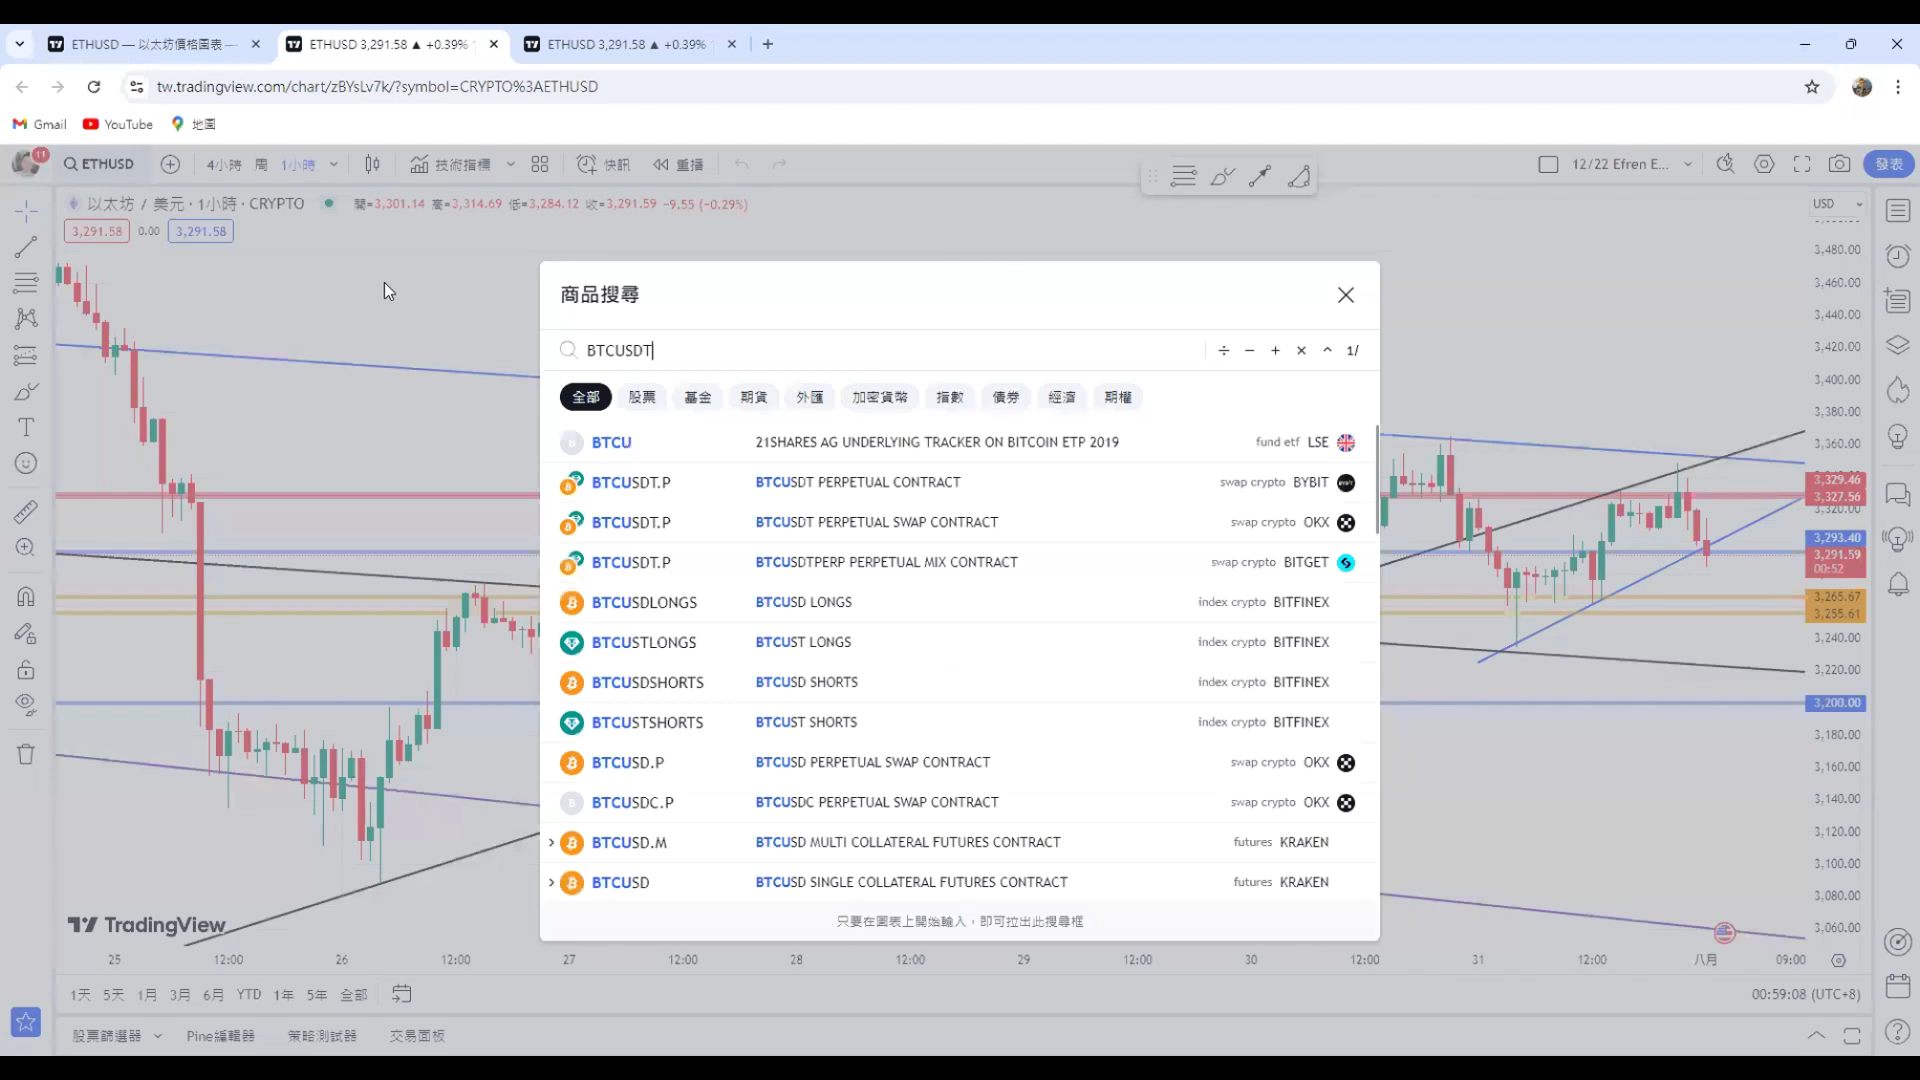 ETHUSD — 以太坊價格圖表 —
ETHUSD 3,291.58 ▲ +0.39%
ETHUSD 3,291.58 ▲ +0.39%
tw.tradingview.com/chart/zBYsLv7k/?symbol=CRYPTO%3AETHUSD
Gmail
YouTube
地圖
11
ETHUSD
4小時 周 1小時
技術指標
快訊
重播
12/22 Efren E...
發表
以太坊 / 美元 · 1小時 · CRYPTO
開=3,301.14 高=3,314.69 低=3,284.12 收=3,291.59 −9.55 (−0.29%)
3,291.58 0.00 3,291.58
USD
商品搜尋
BTCUSDT
÷ − + × ^ 1/
全部 股票 基金 期貨 外匯 加密貨幣 指數 債券 經濟 期權
BTCU 21SHARES AG UNDERLYING TRACKER ON BITCOIN ETP 2019 fund etf LSE
BTCUSDT.P BTCUSDT PERPETUAL CONTRACT swap crypto BYBIT
BTCUSDT.P BTCUSDT PERPETUAL SWAP CONTRACT swap crypto OKX
BTCUSDT.P BTCUSDTPERP PERPETUAL MIX CONTRACT swap crypto BITGET
BTCUSDLONGS BTCUSD LONGS index crypto BITFINEX
BTCUSTLONGS BTCUST LONGS index crypto BITFINEX
BTCUSDSHORTS BTCUSD SHORTS index crypto BITFINEX
BTCUSTSHORTS BTCUST SHORTS index crypto BITFINEX
BTCUSD.P BTCUSD PERPETUAL SWAP CONTRACT swap crypto OKX
BTCUSDC.P BTCUSDC PERPETUAL SWAP CONTRACT swap crypto OKX
BTCUSD.M BTCUSD MULTI COLLATERAL FUTURES CONTRACT futures KRAKEN
BTCUSD BTCUSD SINGLE COLLATERAL FUTURES CONTRACT futures KRAKEN
只要在圖表上開始輸入，即可拉出此搜尋框
3,480.00
3,460.00
3,440.00
3,420.00
3,400.00
3,380.00
3,360.00
3,329.46
3,327.56
3,320.00
3,293.40
3,291.59
00:52
3,265.67
3,255.61
3,240.00
3,220.00
3,200.00
3,180.00
3,160.00
3,140.00
3,120.00
3,100.00
3,080.00
3,060.00
TradingView
25 12:00 26 12:00 27 12:00 28 12:00 29 12:00 30 12:00 31 12:00 八月 09:00
1天 5天 1月 3月 6月 YTD 1年 5年 全部
00:59:08 (UTC+8)
股票篩選器 Pine編輯器 策略測試器 交易面板